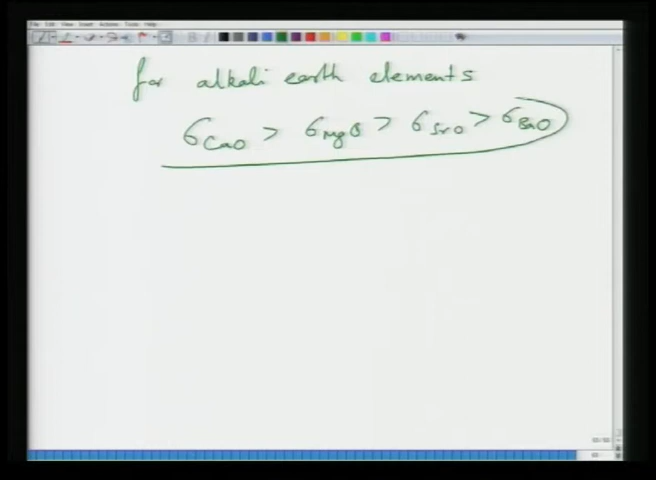 for alkali earth elements
σCaO > σMgO > σSrO > σBaO